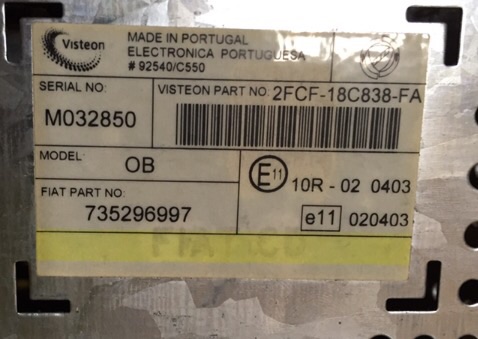 Visteon
MADE IN PORTUGAL
ELECTRONICA PORTUGUESA
# 92540/C550
SERIAL NO:
M032850
VISTEON PART NO: 2FCF-18C838-FA
MODEL: OB
FIAT PART NO:
735296997
E11 10R - 02 0403
e11 020403